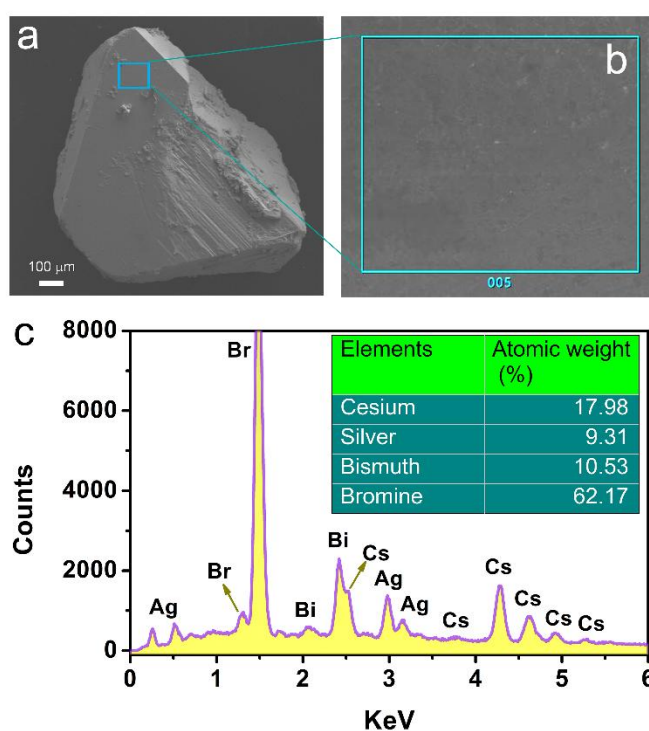 a
b
100 μm
005
c
8000
6000
4000
2000
0
Counts
Br
Br
Ag
Bi
Bi
Cs
Ag
Ag
Cs
Cs
Cs
Cs
Cs
Elements Atomic weight (%)
Cesium 17.98
Silver 9.31
Bismuth 10.53
Bromine 62.17
0 1 2 3 4 5 6
KeV